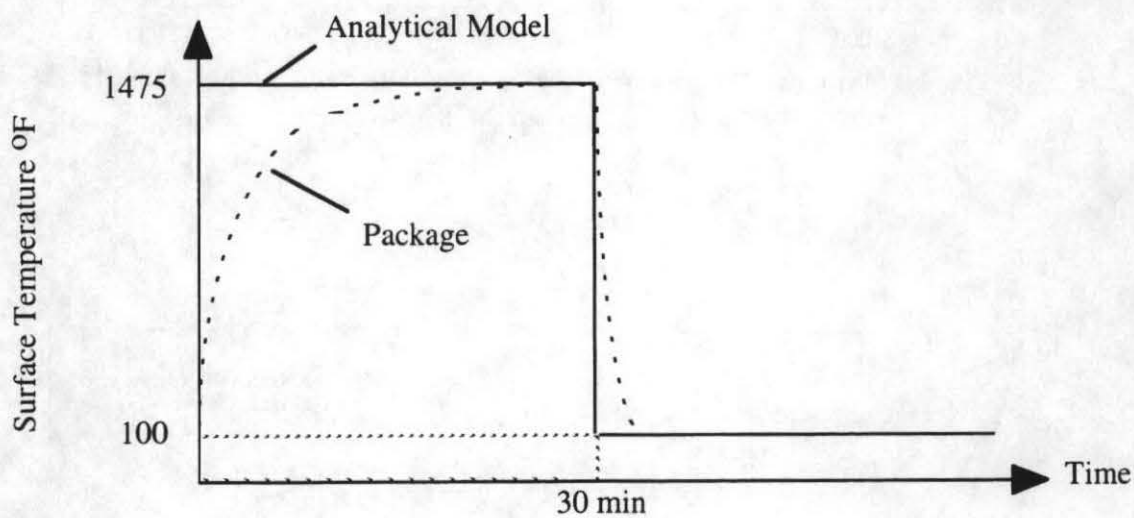 Analytical Model
1475
Surface Temperature °F
Package
100
Time
30 min